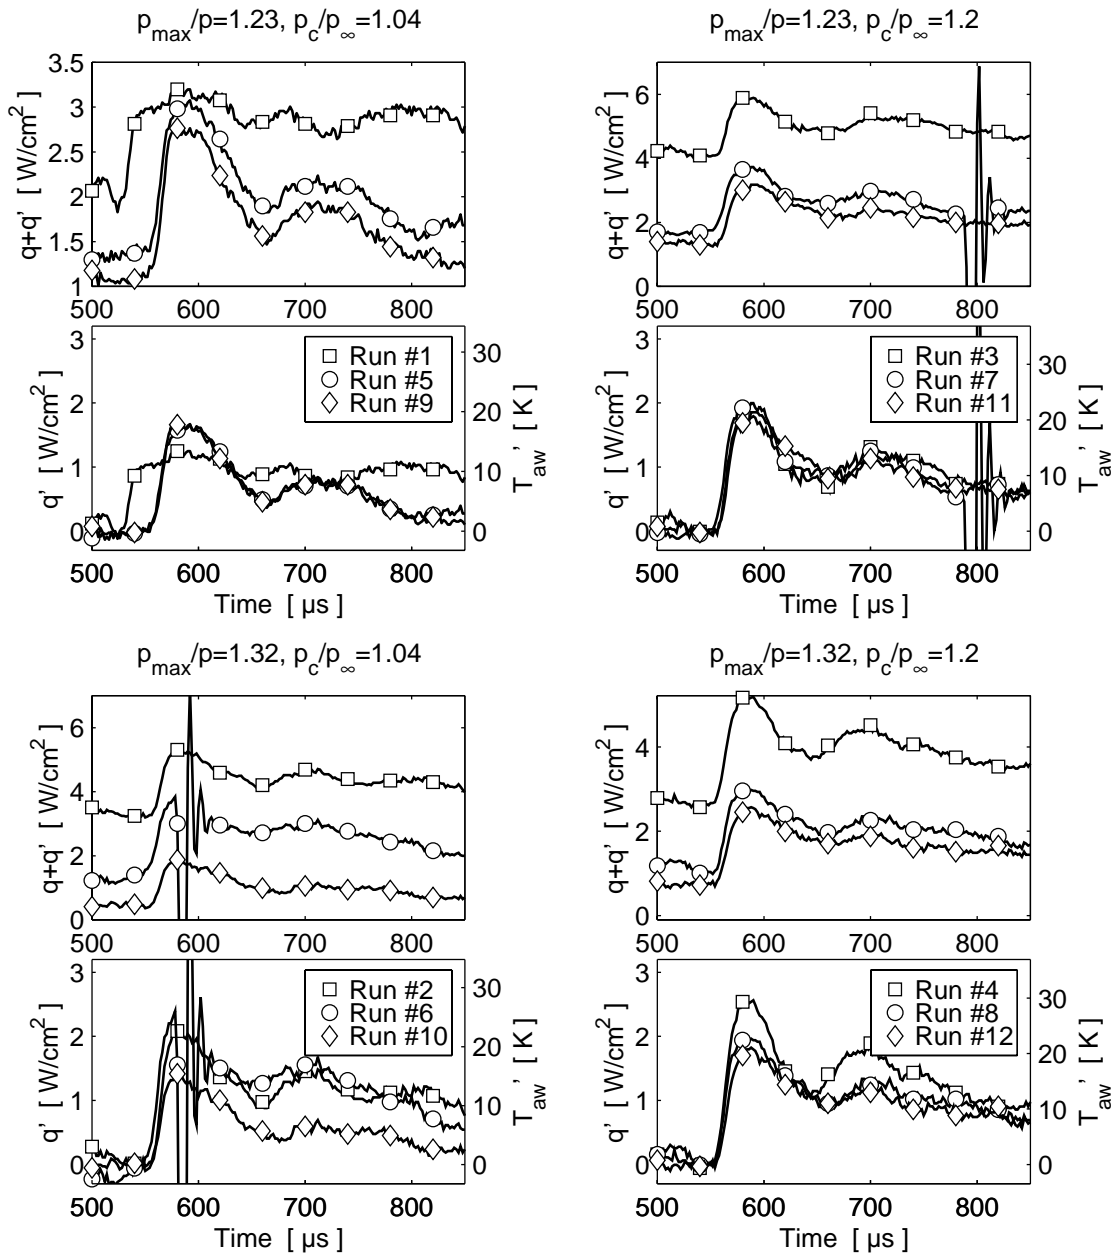 p_max/p=1.23, p_c/p_∞=1.04
q+q' [ W/cm²]
3.5
3
2.5
2
1.5
1
500 600 700 800
q' [ W/cm²]
3
2
1
0
Run #1
Run #5
Run #9
30
20
10
0
T_aw' [ K ]
500 600 700 800
Time [ µs ]
p_max/p=1.23, p_c/p_∞=1.2
q+q' [ W/cm²]
6
4
2
0
500 600 700 800
q' [ W/cm²]
3
2
1
0
Run #3
Run #7
Run #11
30
20
10
0
T_aw' [ K ]
500 600 700 800
Time [ µs ]
p_max/p=1.32, p_c/p_∞=1.04
q+q' [ W/cm²]
6
4
2
0
500 600 700 800
q' [ W/cm²]
3
2
1
0
Run #2
Run #6
Run #10
30
20
10
0
T_aw' [ K ]
500 600 700 800
Time [ µs ]
p_max/p=1.32, p_c/p_∞=1.2
q+q' [ W/cm²]
4
2
0
500 600 700 800
q' [ W/cm²]
3
2
1
0
Run #4
Run #8
Run #12
30
20
10
0
T_aw' [ K ]
500 600 700 800
Time [ µs ]